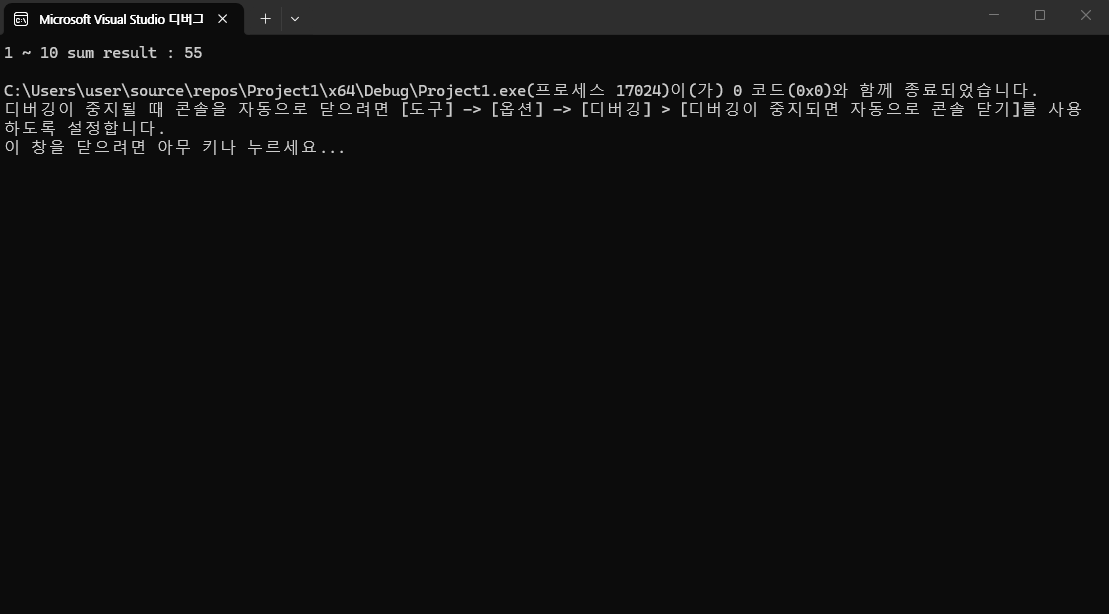 Microsoft Visual Studio 디버그
1 ~ 10 sum result : 55
C:\Users\user\source\repos\Project1\x64\Debug\Project1.exe(프로세스 17024)이(가) 0 코드(0x0)와 함께 종료되었습니다.
디버깅이 중지될 때 콘솔을 자동으로 닫으려면 [도구] -> [옵션] -> [디버깅] > [디버깅이 중지되면 자동으로 콘솔 닫기]를 사용
하도록 설정합니다.
이 창을 닫으려면 아무 키나 누르세요...